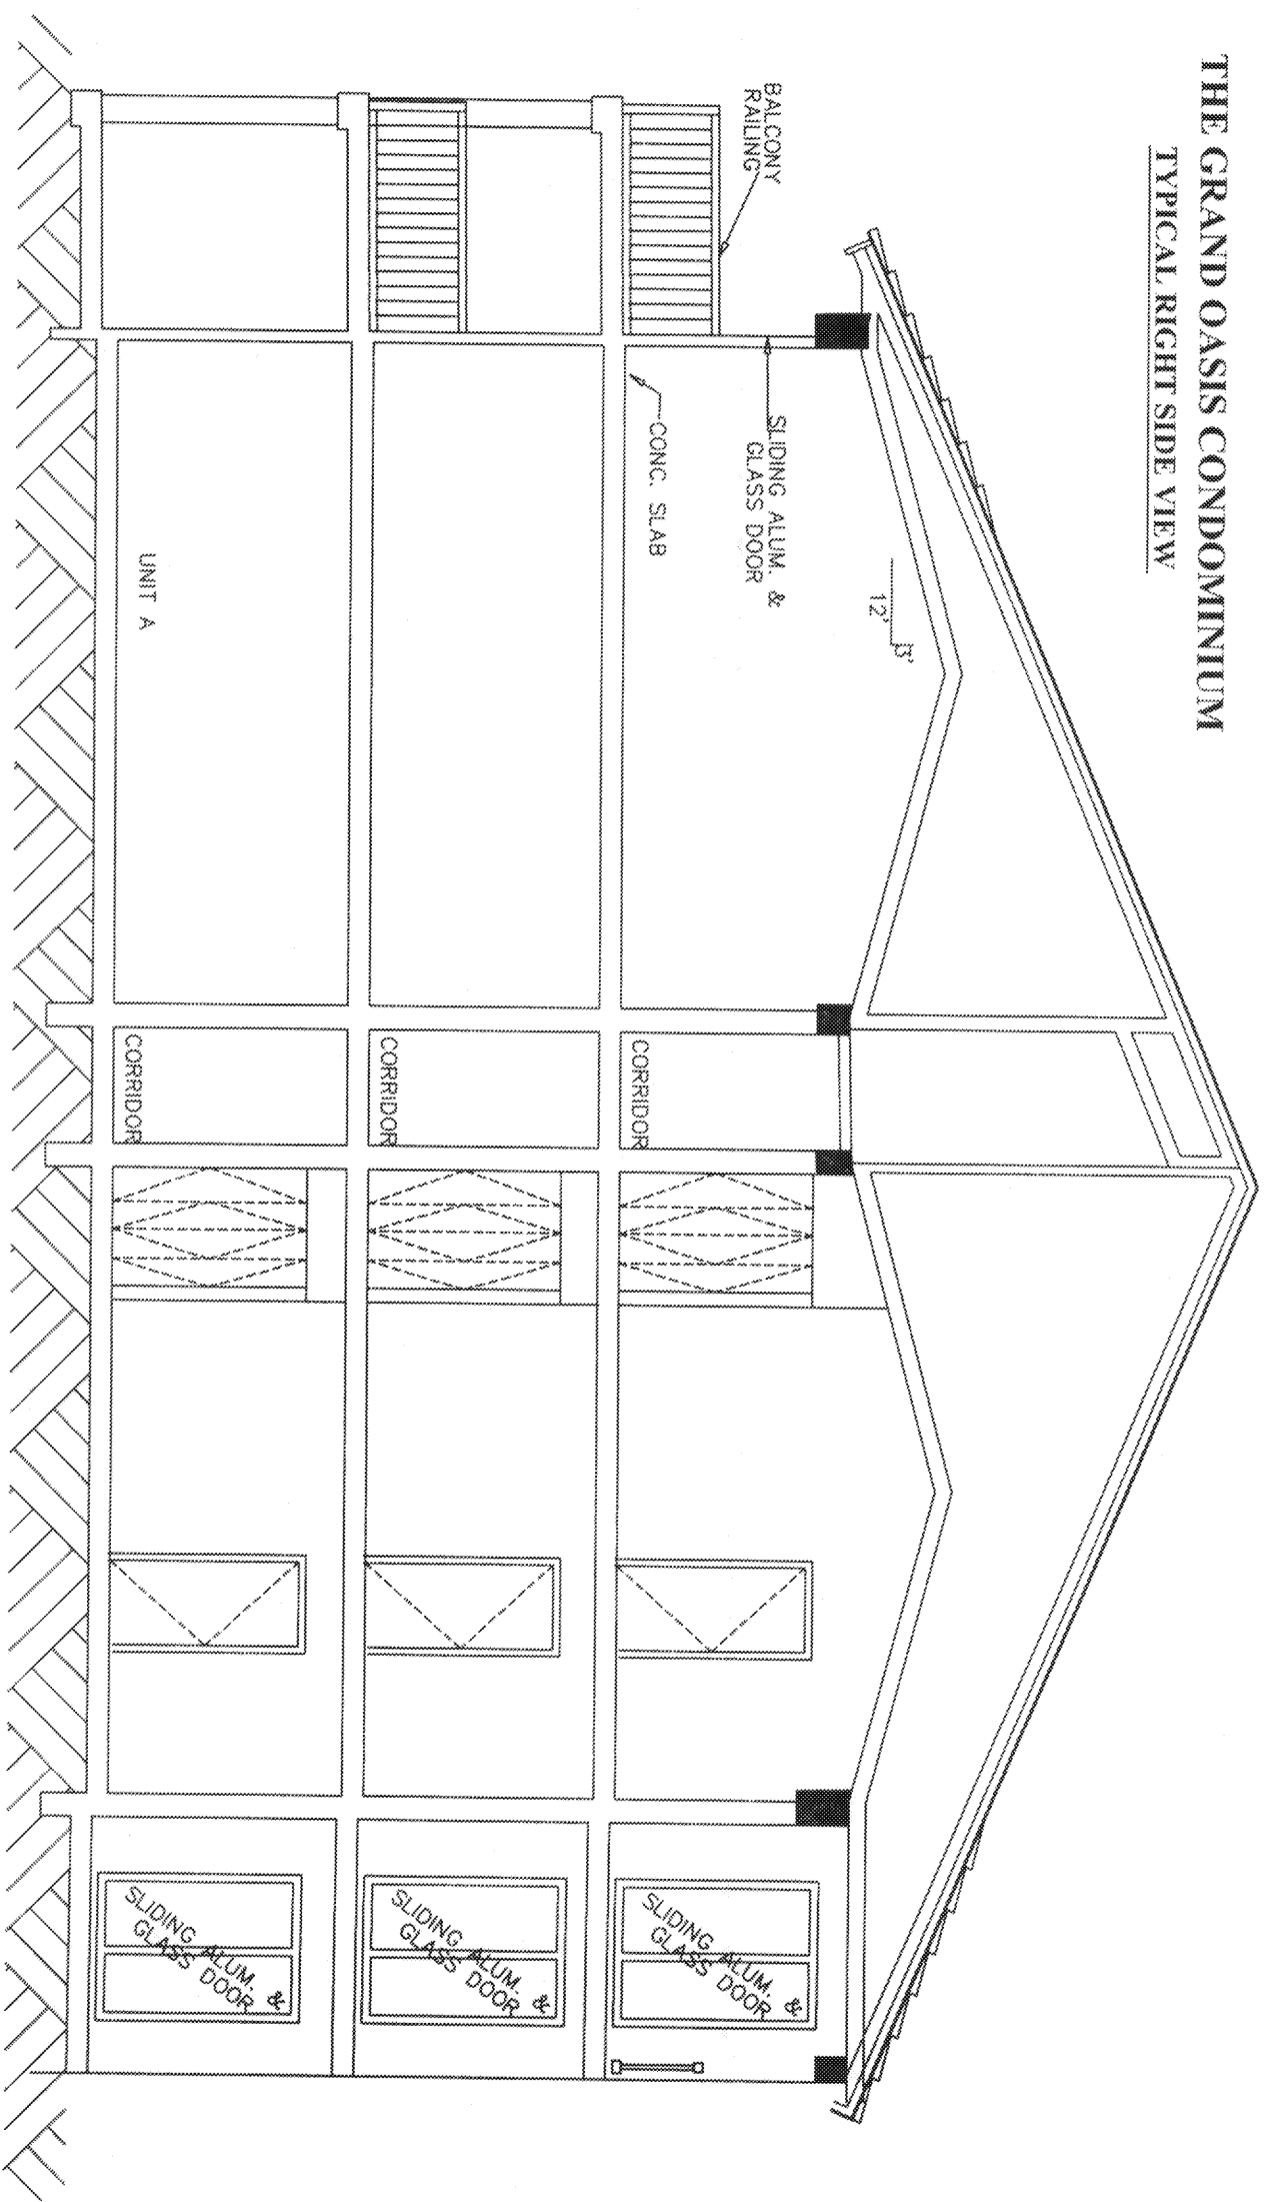 THE GRAND OASIS CONDOMINIUM
TYPICAL RIGHT SIDE VIEW
BALCONY
RAILING
SLIDING ALUM. &
GLASS DOOR
12'
CONC. SLAB
UNIT A
CORRIDOR
CORRIDOR
CORRIDOR
SLIDING ALUM. &
GLASS DOOR
SLIDING ALUM. &
GLASS DOOR
SLIDING ALUM. &
GLASS DOOR